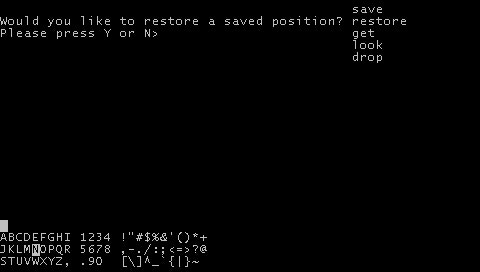 save
Would you like to restore a saved position? restore
Please press Y or N> get
look
drop
ABCDEFGHI 1234 !"#$%&'()*+
JKLMNOPQR 5678 ,-./:;<=>?@
STUVWXYZ, .90 [\]^_`{|}~